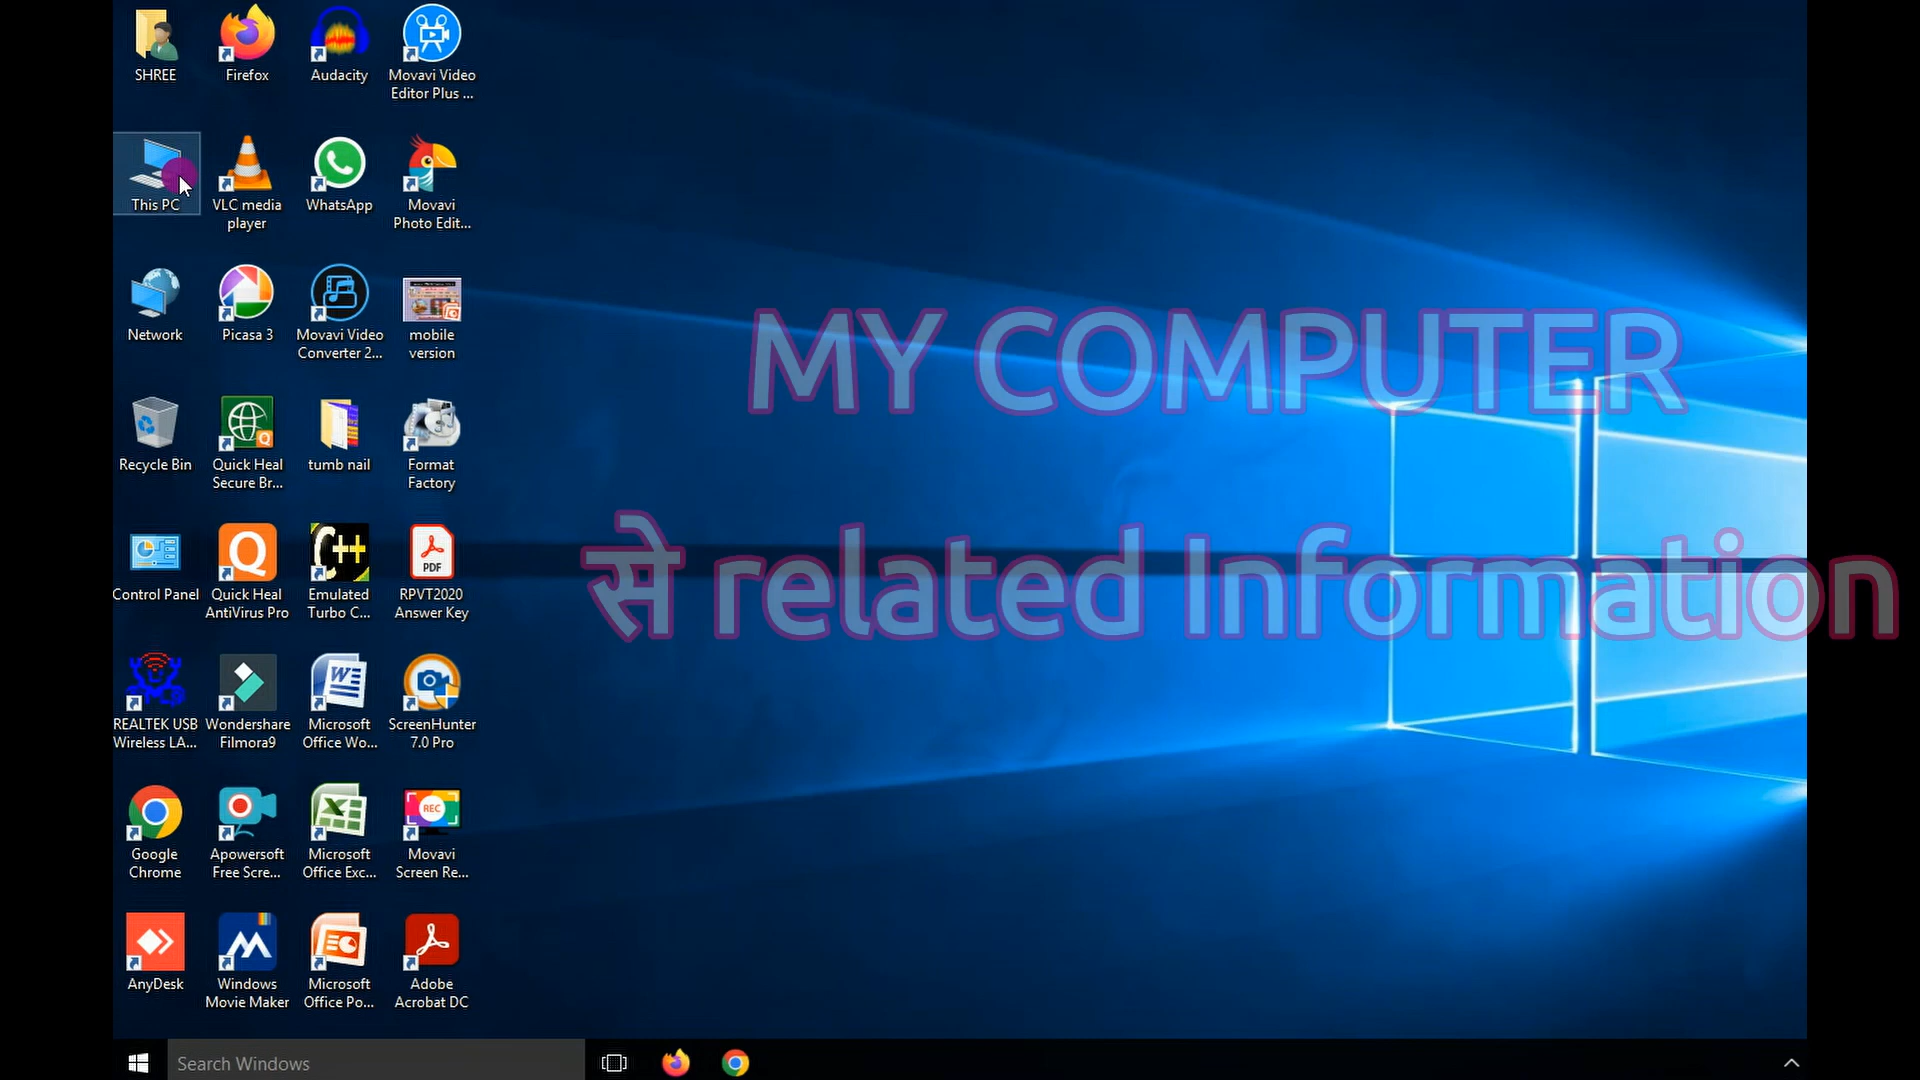 SHREE
Firefox
Audacity
Movavi Video
Editor Plus ...
This PC
VLC media
player
WhatsApp
Movavi
Photo Edit...
Network
Picasa 3
Movavi Video
Converter 2...
mobile
version
Recycle Bin
Quick Heal
Secure Br...
tumb nail
Format
Factory
Control Panel
Quick Heal
AntiVirus Pro
C++
Emulated
Turbo C...
PDF
RPVT2020
Answer Key
REALTEK USB
Wireless LA...
Wondershare
Filmora9
Microsoft
Office Wo...
ScreenHunter
7.0 Pro
Google
Chrome
Apowersoft
Free Scre...
Microsoft
Office Exc...
REC
Movavi
Screen Re...
AnyDesk
Windows
Movie Maker
Microsoft
Office Po...
Adobe
Acrobat DC
MY COMPUTER
से related Information
Search Windows